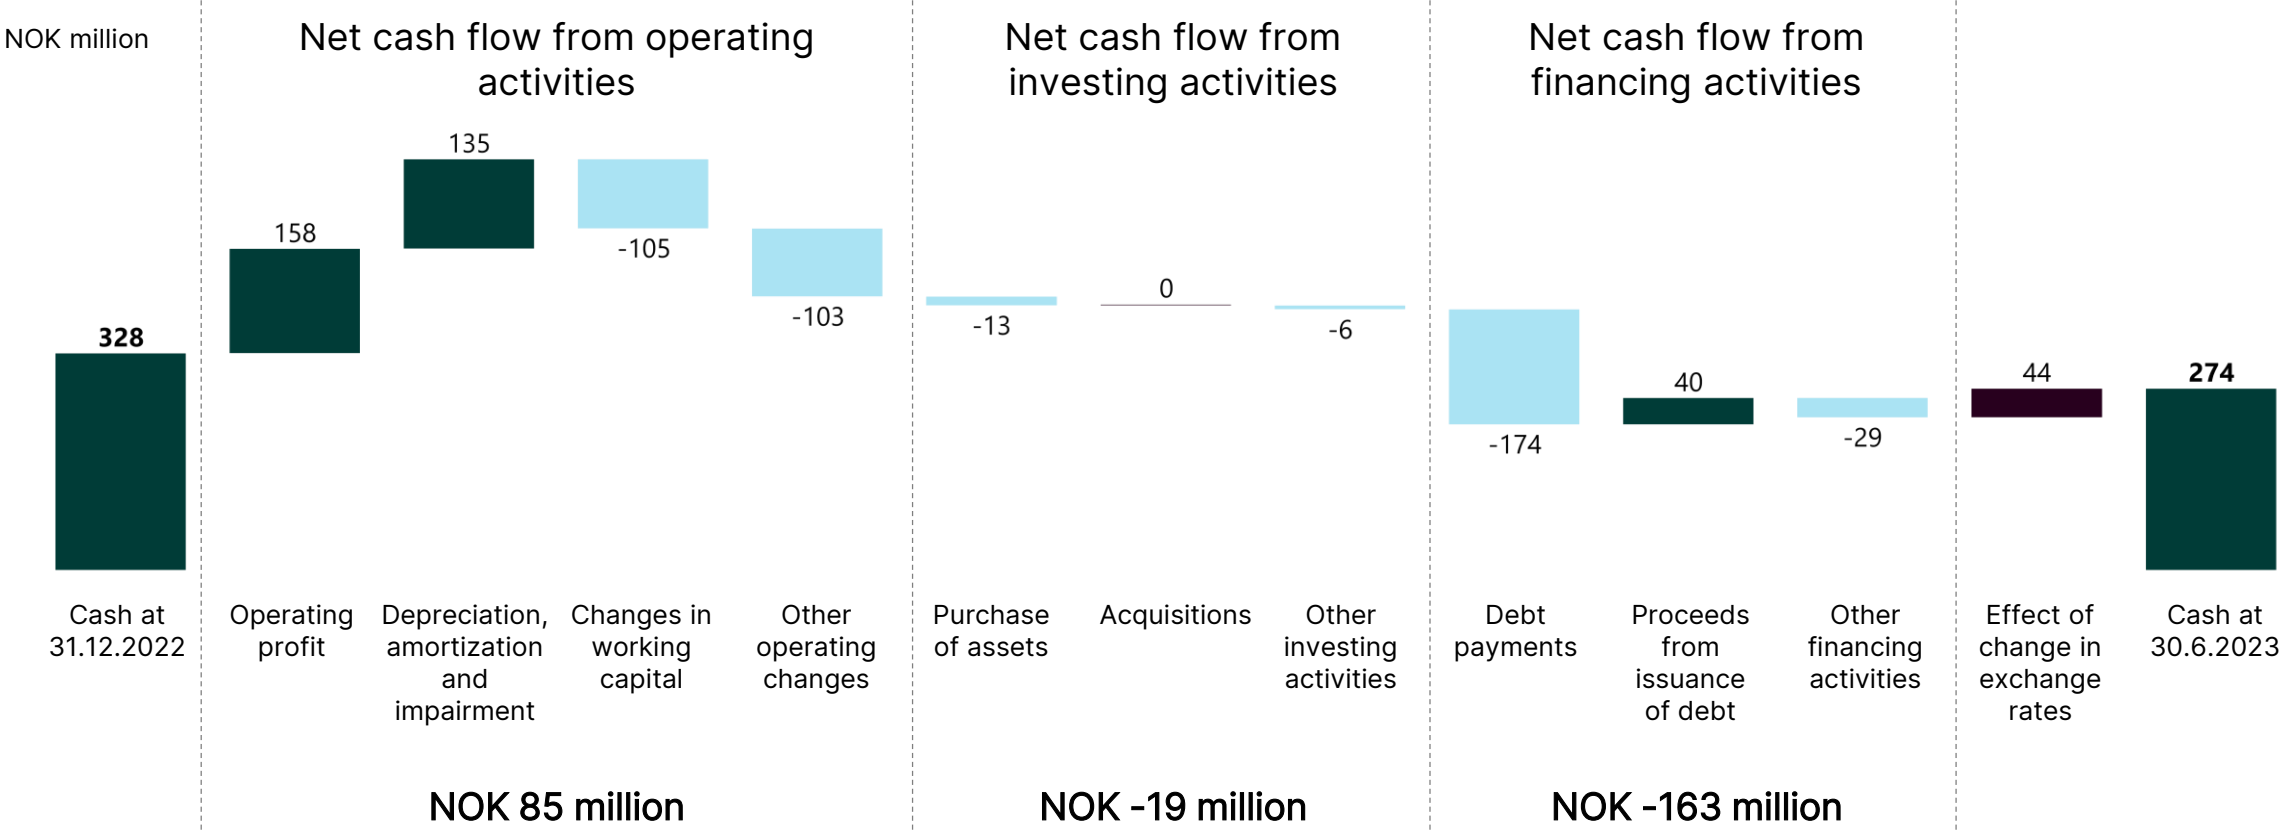 NOK million
Net cash flow from operating
activities
Net cash flow from
investing activities
Net cash flow from
financing activities
328
158
135
-105
-103
-13
0
-6
-174
40
-29
44
274
Cash at
31.12.2022
Operating
profit
Depreciation,
amortization
and
impairment
Changes in
working
capital
Other
operating
changes
Purchase
of assets
Acquisitions
Other
investing
activities
Debt
payments
Proceeds
from
issuance
of debt
Other
financing
activities
Effect of
change in
exchange
rates
Cash at
30.6.2023
NOK 85 million
NOK -19 million
NOK -163 million